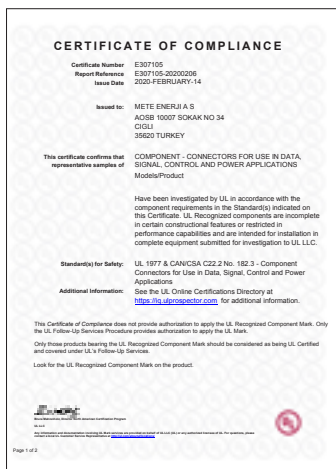 CERTIFICATE OF COMPLIANCE
Certificate Number E307105
Report Reference E307105-20200206
Issue Date 2020-FEBRUARY-14
Issued to: METE ENERJI A S
AOSB 10007 SOKAK NO 34
CIGLI
35620 TURKEY
This certificate confirms that COMPONENT - CONNECTORS FOR USE IN DATA,
representative samples of SIGNAL, CONTROL AND POWER APPLICATIONS
Models/Product
Have been investigated by UL in accordance with the
component requirements in the Standard(s) indicated on
this Certificate. UL Recognized components are incomplete
in certain constructional features or restricted in
performance capabilities and are intended for installation in
complete equipment submitted for investigation to UL LLC.
Standard(s) for Safety: UL 1977 & CAN/CSA C22.2 No. 182.3 - Component
Connectors for Use in Data, Signal, Control and Power
Applications
Additional Information: See the UL Online Certifications Directory at
https://iq.ulprospector.com for additional information.
This Certificate of Compliance does not provide authorization to apply the UL Recognized Component Mark. Only
the UL Follow-Up Services Procedure provides authorization to apply the UL Mark.
Only those products bearing the UL Recognized Component Mark should be considered as being UL Certified
and covered under UL's Follow-Up Services.
Look for the UL Recognized Component Mark on the product.
UL LLC
Page 1 of 2